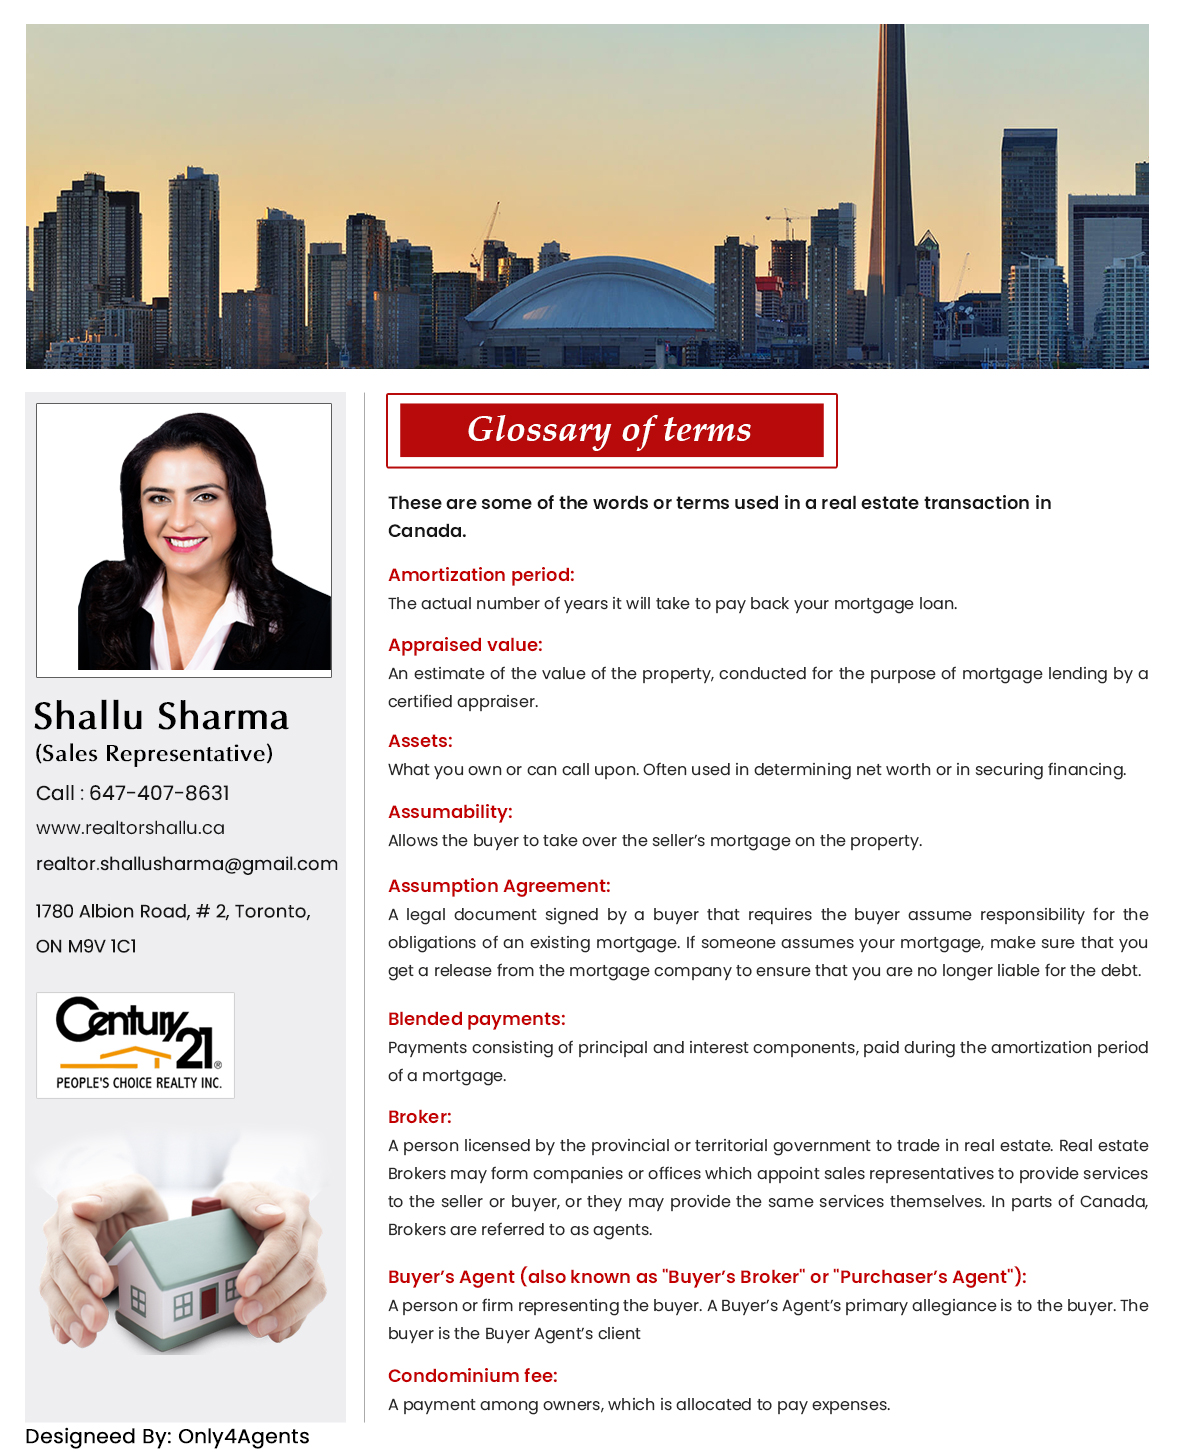 Shallu Sharma
(Sales Representative)
Call : 647-407-8631
www.realtorshallu.ca
realtor.shallusharma@gmail.com
1780 Albion Road, # 2, Toronto,
ON M9V 1C1
Century
21®
PEOPLE'S CHOICE REALTY INC.
Glossary of terms
These are some of the words or terms used in a real estate transaction in
Canada.
Amortization period:
The actual number of years it will take to pay back your mortgage loan.
Appraised value:
An estimate of the value of the property, conducted for the purpose of mortgage lending by a
certified appraiser.
Assets:
What you own or can call upon. Often used in determining net worth or in securing financing.
Assumability:
Allows the buyer to take over the seller’s mortgage on the property.
Assumption Agreement:
A legal document signed by a buyer that requires the buyer assume responsibility for the
obligations of an existing mortgage. If someone assumes your mortgage, make sure that you
get a release from the mortgage company to ensure that you are no longer liable for the debt.
Blended payments:
Payments consisting of principal and interest components, paid during the amortization period
of a mortgage.
Broker:
A person licensed by the provincial or territorial government to trade in real estate. Real estate
Brokers may form companies or offices which appoint sales representatives to provide services
to the seller or buyer, or they may provide the same services themselves. In parts of Canada,
Brokers are referred to as agents.
Buyer’s Agent (also known as "Buyer’s Broker" or "Purchaser’s Agent"):
A person or firm representing the buyer. A Buyer’s Agent’s primary allegiance is to the buyer. The
buyer is the Buyer Agent’s client
Condominium fee:
A payment among owners, which is allocated to pay expenses.
Designeed By: Only4Agents